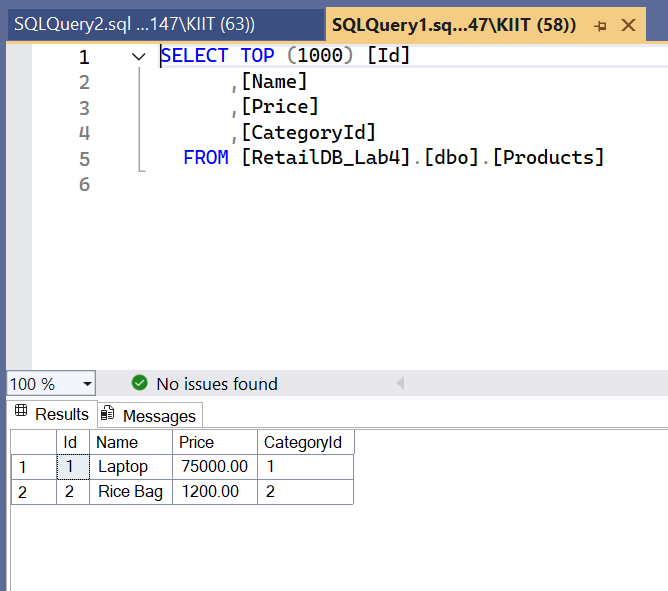 SQLQuery2.sql ...147\KIIT (63))
SQLQuery1.sq...47\KIIT (58))
1 SELECT TOP (1000) [Id]
2 ,[Name]
3 ,[Price]
4 ,[CategoryId]
5 FROM [RetailDB_Lab4].[dbo].[Products]
6
100 % No issues found
Results Messages
Id Name Price CategoryId
1 1 Laptop 75000.00 1
2 2 Rice Bag 1200.00 2